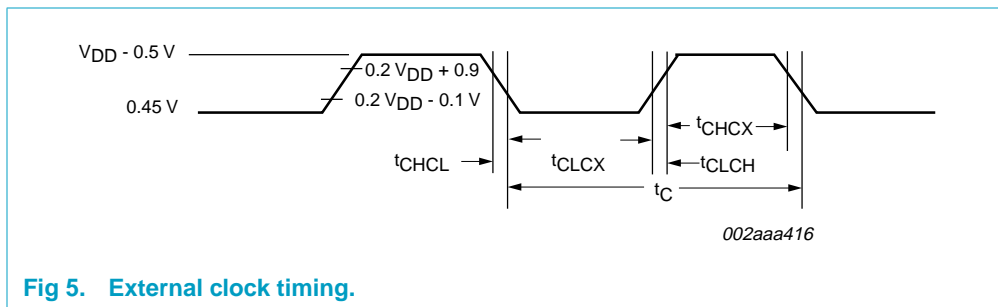 VDD - 0.5 V
0.2 VDD + 0.9
0.2 VDD - 0.1 V
0.45 V
tCHCX
tCHCL
tCLCX
tCLCH
tC
002aaa416
Fig 5. External clock timing.